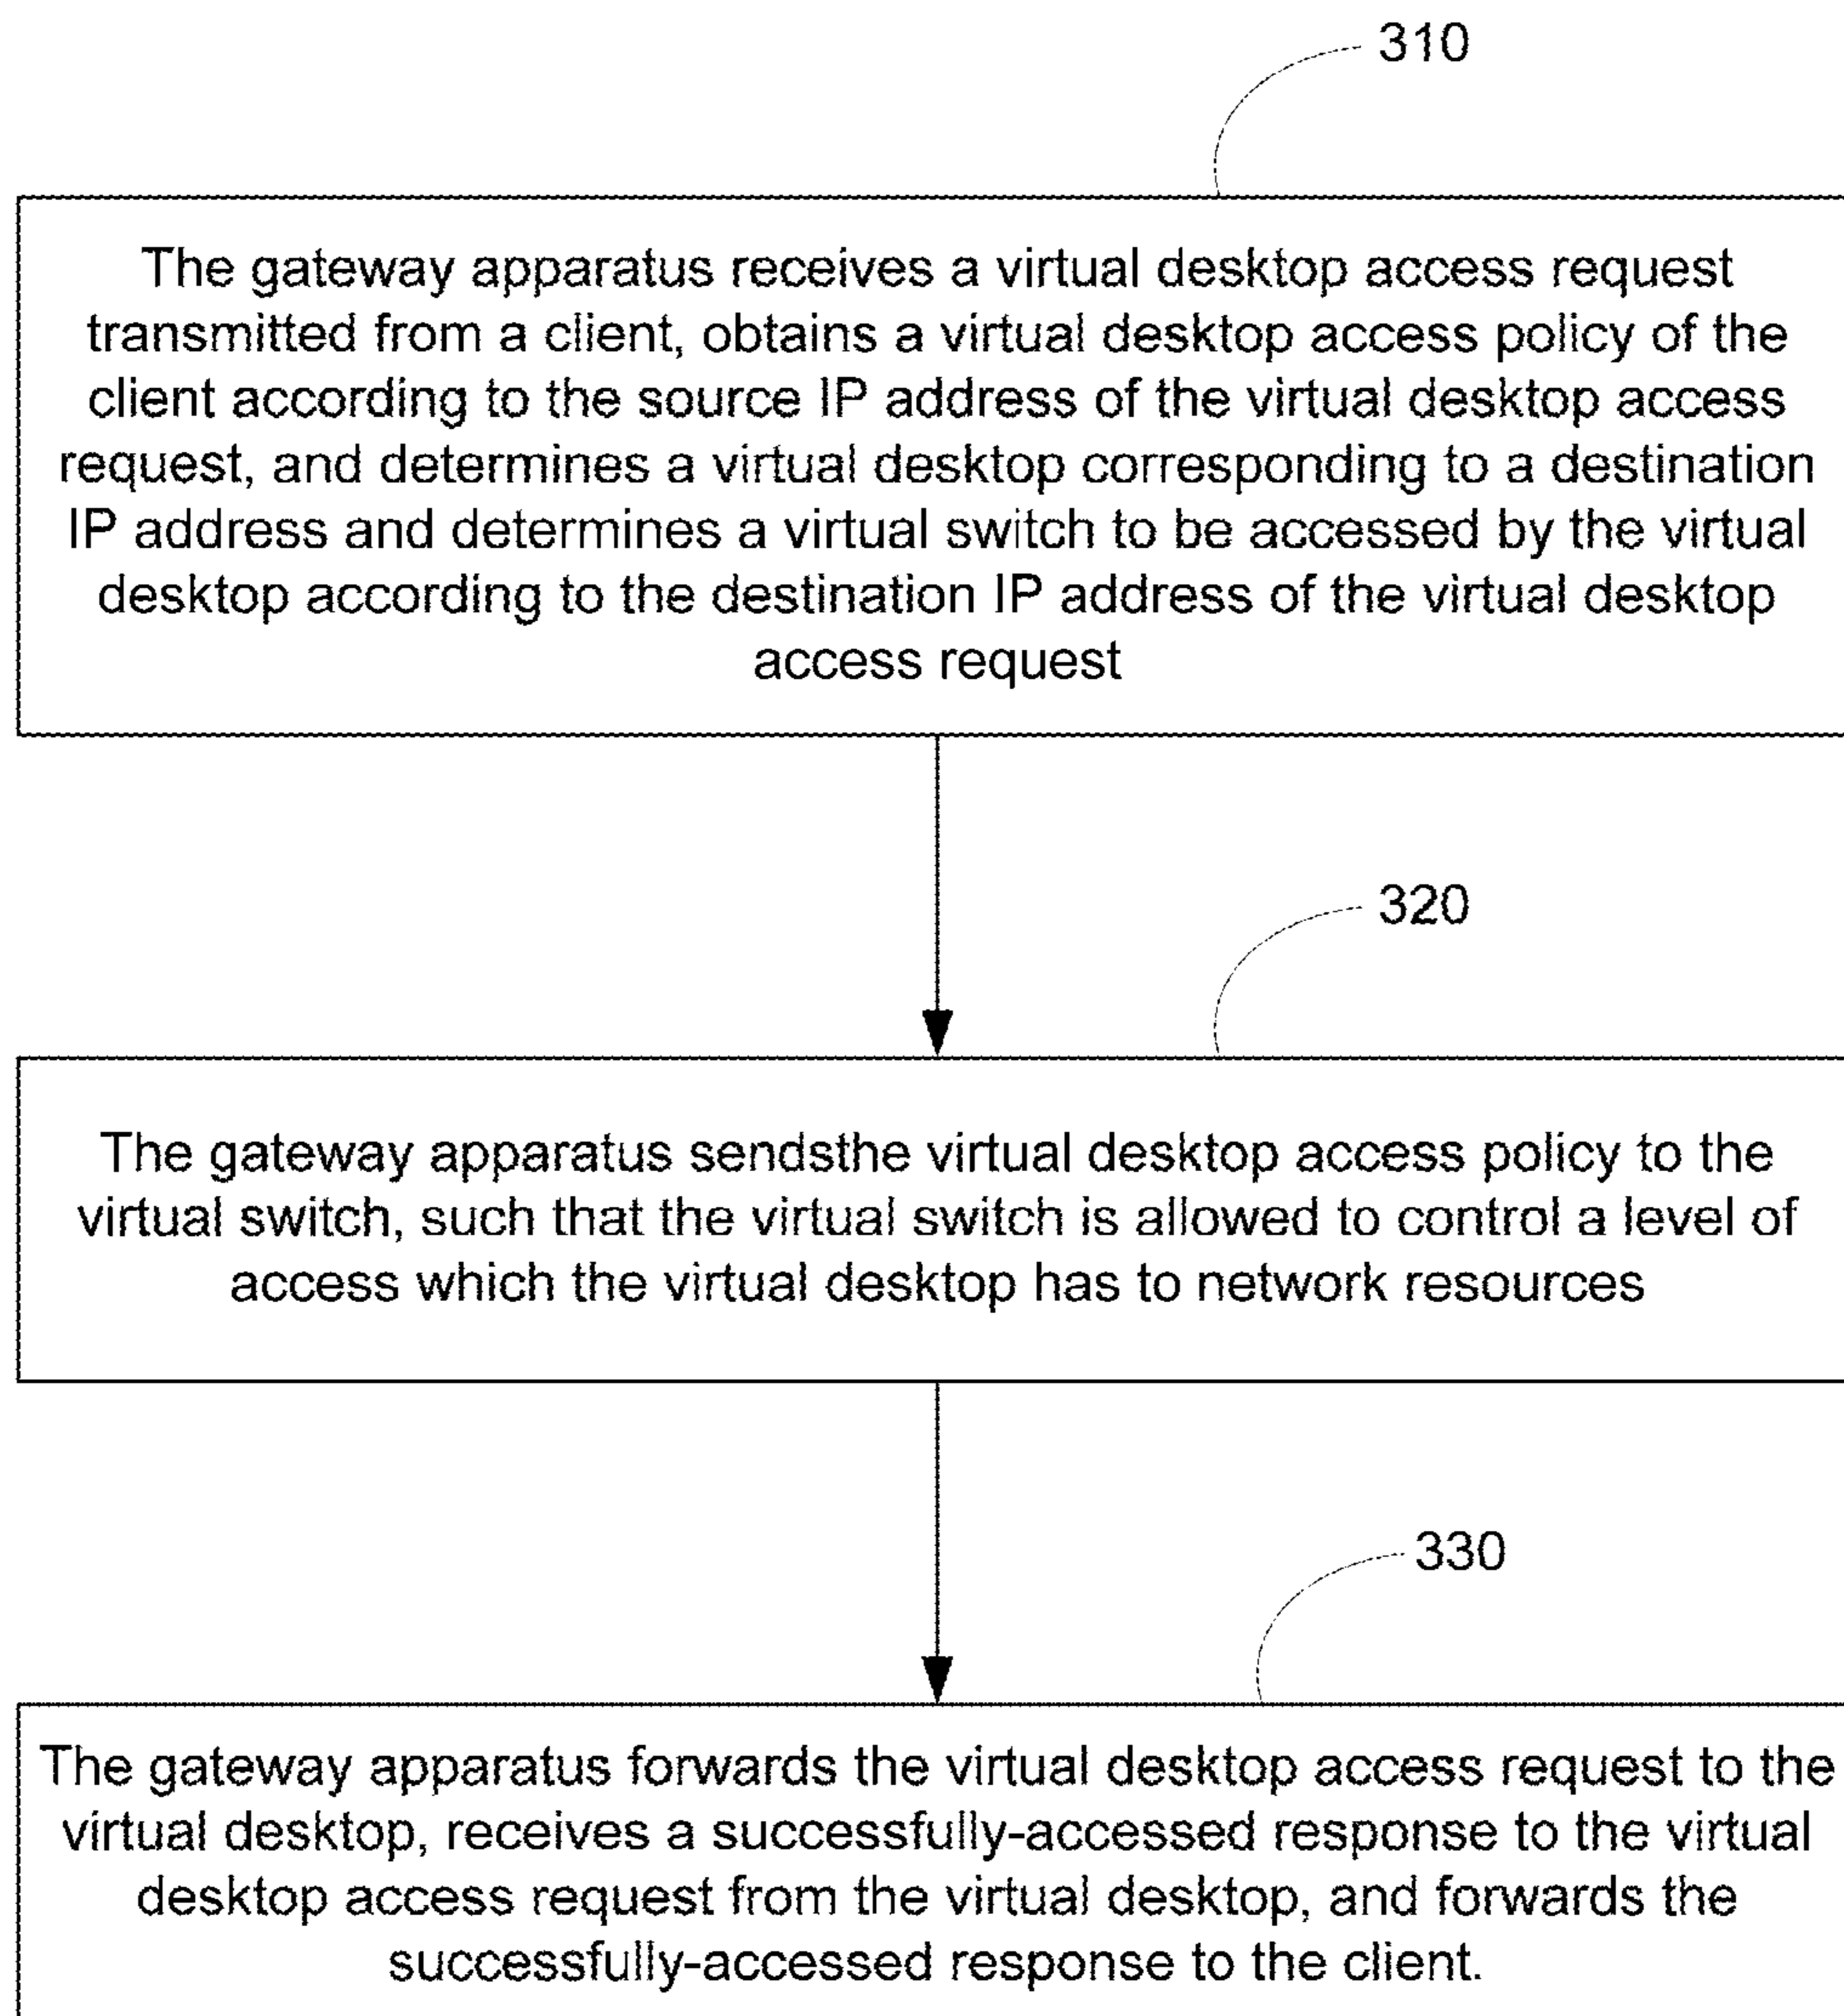 310
The gateway apparatus receives a virtual desktop access request
transmitted from a client, obtains a virtual desktop access policy of the
client according to the source IP address of the virtual desktop access
request, and determines a virtual desktop corresponding to a destination
IP address and determines a virtual switch to be accessed by the virtual
desktop according to the destination IP address of the virtual desktop
access request
320
The gateway apparatus sendsthe virtual desktop access policy to the
virtual switch, such that the virtual switch is allowed to control a level of
access which the virtual desktop has to network resources
330
The gateway apparatus forwards the virtual desktop access request to the
virtual desktop, receives a successfully-accessed response to the virtual
desktop access request from the virtual desktop, and forwards the
successfully-accessed response to the client.